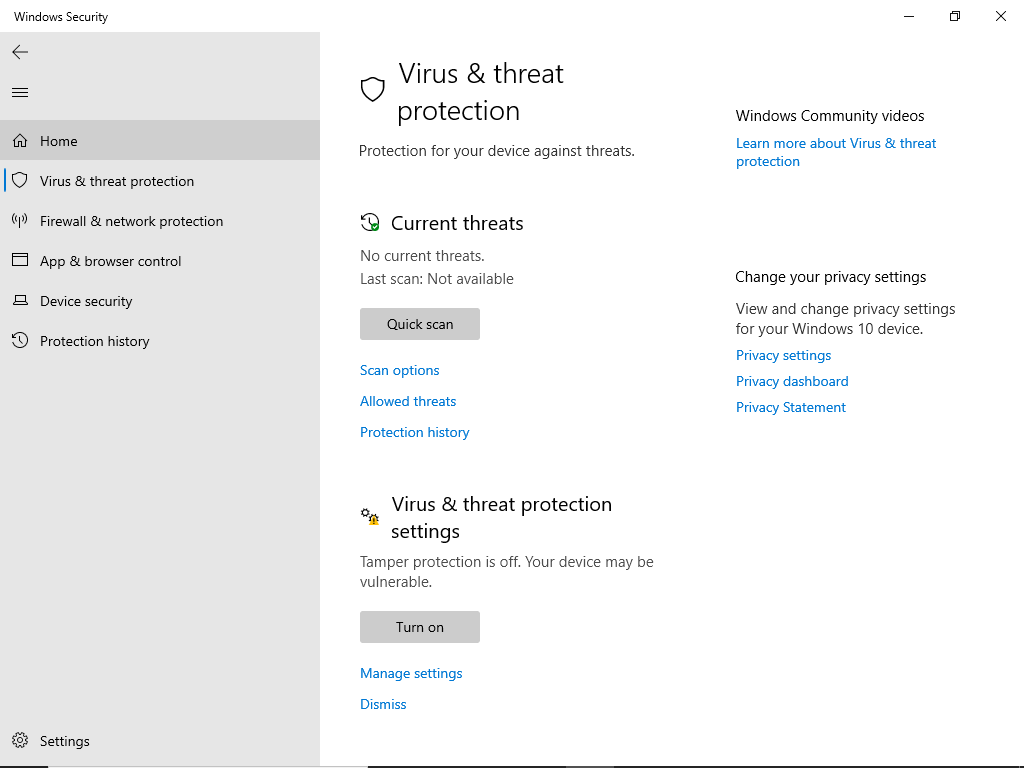 Windows Security
Home
Virus & threat protection
Firewall & network protection
App & browser control
Device security
Protection history
Settings
Virus & threat
protection
Protection for your device against threats.
Current threats
No current threats.
Last scan: Not available
Quick scan
Scan options
Allowed threats
Protection history
Virus & threat protection
settings
Tamper protection is off. Your device may be
vulnerable.
Turn on
Manage settings
Dismiss
Windows Community videos
Learn more about Virus & threat
protection
Change your privacy settings
View and change privacy settings
for your Windows 10 device.
Privacy settings
Privacy dashboard
Privacy Statement